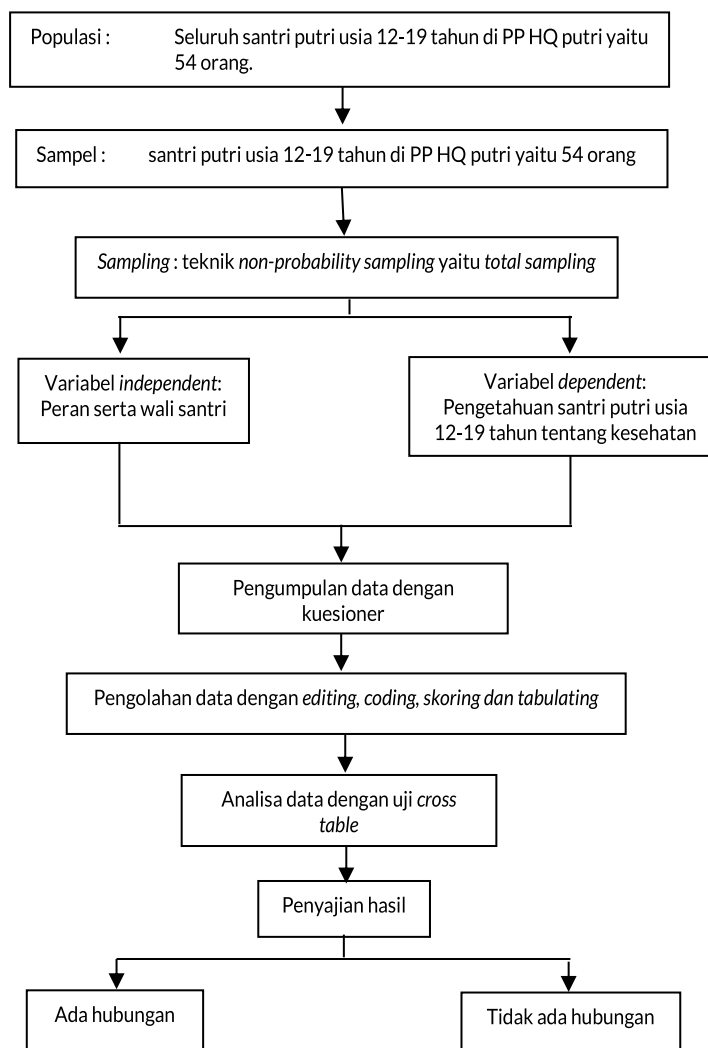 Populasi : Seluruh santri putri usia 12-19 tahun di PP HQ putri yaitu
54 orang.
Sampel : santri putri usia 12-19 tahun di PP HQ putri yaitu 54 orang
Sampling : teknik non-probability sampling yaitu total sampling
Variabel independent:
Peran serta wali santri
Variabel dependent:
Pengetahuan santri putri usia
12-19 tahun tentang kesehatan
Pengumpulan data dengan
kuesioner
Pengolahan data dengan editing, coding, skoring dan tabulating
Analisa data dengan uji cross
table
Penyajian hasil
Ada hubungan
Tidak ada hubungan